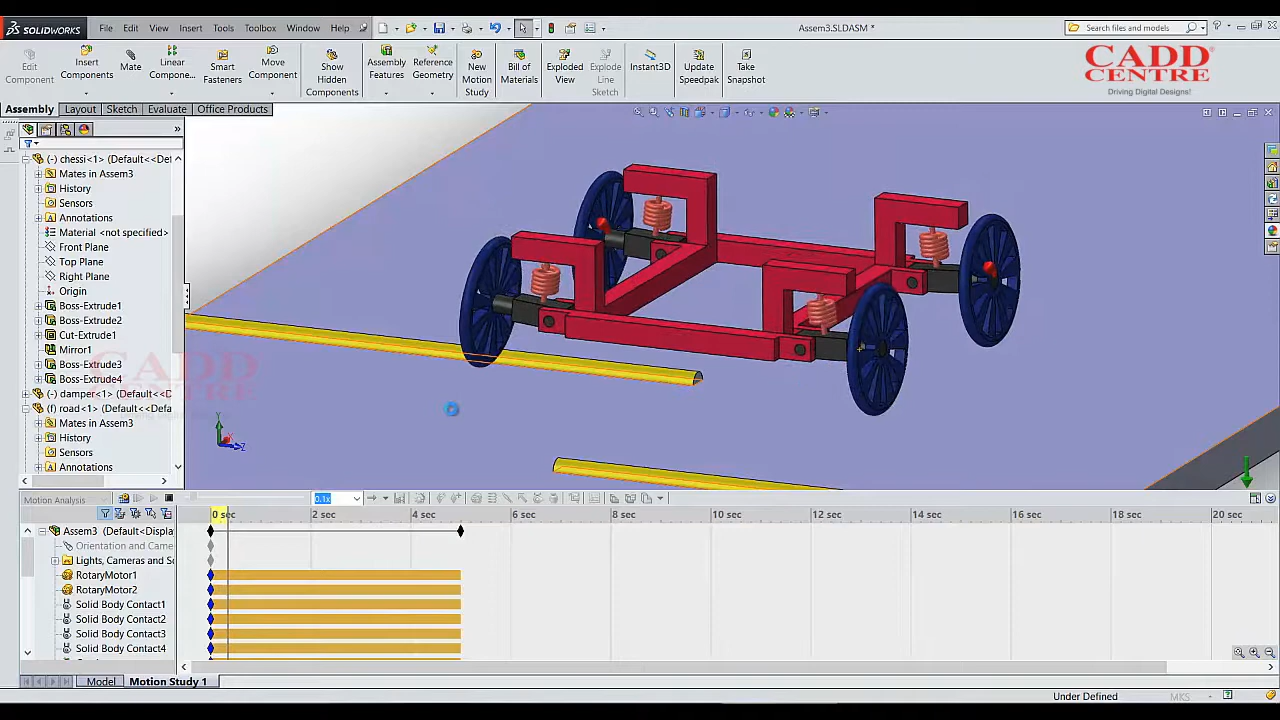 SOLIDWORKS
File Edit View Insert Tools Toolbox Window Help
Assem3.SLDASM *
Search files and models
Edit Component
Insert Components
Mate
Linear Compone...
Smart Fasteners
Move Component
Show Hidden Components
Assembly Features
Reference Geometry
New Motion Study
Bill of Materials
Exploded View
Explode Line Sketch
Instant3D
Update Speedpak
Take Snapshot
CADD CENTRE
Driving Digital Designs!
Assembly Layout Sketch Evaluate Office Products
(-) chessi<1> (Default<<Def
Mates in Assem3
History
Sensors
Annotations
Material <not specified>
Front Plane
Top Plane
Right Plane
Origin
Boss-Extrude1
Boss-Extrude2
Cut-Extrude1
Mirror1
Boss-Extrude3
Boss-Extrude4
(-) damper<1> (Default<<D
(f) road<1> (Default<<Defa
Mates in Assem3
History
Sensors
Annotations
CADD
CENTRE
Y
X
Z
Motion Analysis
0.1x
0 sec 2 sec 4 sec 6 sec 8 sec 10 sec 12 sec 14 sec 16 sec 18 sec 20 sec
Assem3 (Default<Displa
Orientation and Came
Lights, Cameras and Sc
RotaryMotor1
RotaryMotor2
Solid Body Contact1
Solid Body Contact2
Solid Body Contact3
Solid Body Contact4
Model Motion Study 1
Under Defined
MKS